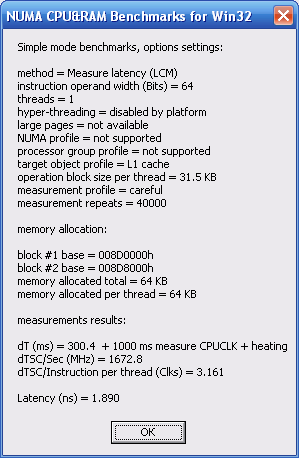 NUMA CPU&RAM Benchmarks for Win32
Simple mode benchmarks, options settings:
method = Measure latency (LCM)
instruction operand width (Bits) = 64
threads = 1
hyper-threading = disabled by platform
large pages = not available
NUMA profile = not supported
processor group profile = not supported
target object profile = L1 cache
operation block size per thread = 31.5 KB
measurement profile = careful
measurement repeats = 40000
memory allocation:
block #1 base = 008D0000h
block #2 base = 008D8000h
memory allocated total = 64 KB
memory allocated per thread = 64 KB
measurements results:
dT (ms) = 300.4  + 1000 ms measure CPUCLK + heating
dTSC/Sec (MHz) = 1672.8
dTSC/Instruction per thread (Clks) = 3.161
Latency (ns) = 1.890
OK